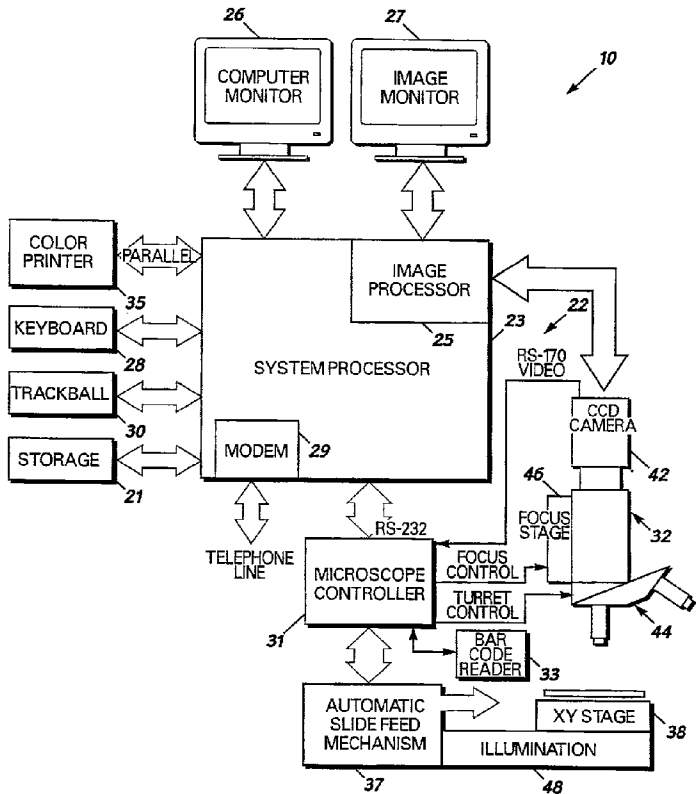 26
27
10
COMPUTER
MONITOR
IMAGE
MONITOR
COLOR
PRINTER
PARALLEL
35
IMAGE
PROCESSOR
25
23
22
KEYBOARD
28
SYSTEM PROCESSOR
RS-170
VIDEO
TRACKBALL
30
CCD
CAMERA
42
MODEM
29
STORAGE
21
46
FOCUS
STAGE
32
TELEPHONE
LINE
RS-232
MICROSCOPE
CONTROLLER
31
FOCUS
CONTROL
TURRET
CONTROL
44
BAR
CODE
READER
33
AUTOMATIC
SLIDE FEED
MECHANISM
37
XY STAGE
38
ILLUMINATION
48